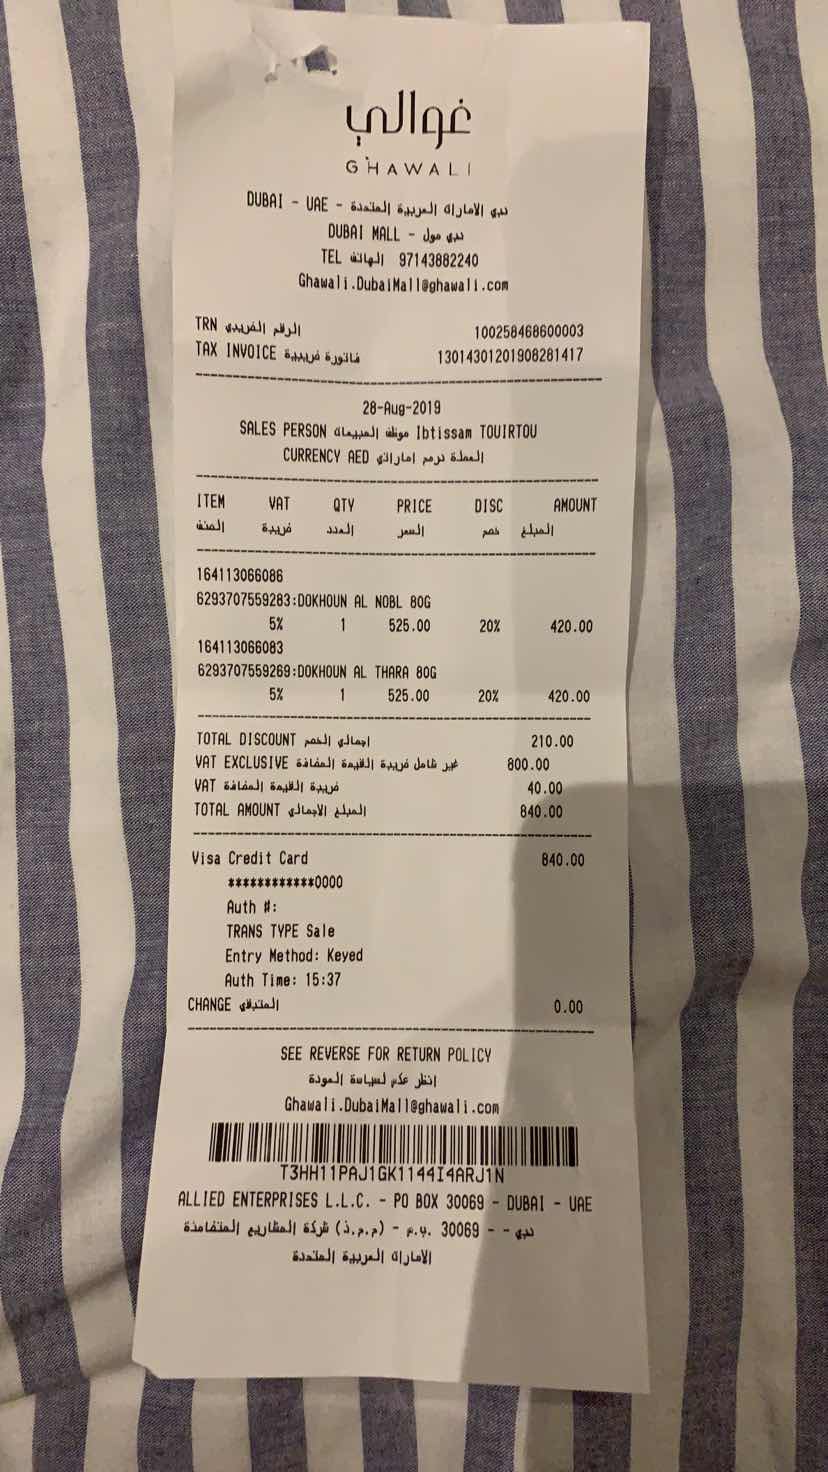 غوالي
GHAWALI
DUBAI - UAE - دبي الامارات العربية المتحدة
DUBAI MALL - دبي مول
TEL الهاتف 97143882240
Ghawali.DubaiMall@ghawali.com
TRN الرقم الضريبي 100258468600003
TAX INVOICE فاتورة ضريبية 13014301201908281417
28-Aug-2019
SALES PERSON موظف المبيعات Ibtissam TOUIRTOU
CURRENCY AED العملة درهم اماراتي
ITEM VAT QTY PRICE DISC AMOUNT
الصنف ضريبة العدد السعر خصم المبلغ
164113066086
6293707559283:DOKHOUN AL NOBL 80G
5% 1 525.00 20% 420.00
164113066083
6293707559269:DOKHOUN AL THARA 80G
5% 1 525.00 20% 420.00
TOTAL DISCOUNT اجمالي الخصم 210.00
VAT EXCLUSIVE غير شامل ضريبة القيمة المضافة 800.00
VAT ضريبة القيمة المضافة 40.00
TOTAL AMOUNT المبلغ الاجمالي 840.00
Visa Credit Card 840.00
************0000
Auth #:
TRANS TYPE Sale
Entry Method: Keyed
Auth Time: 15:37
CHANGE المتبقي 0.00
SEE REVERSE FOR RETURN POLICY
انظر عكس لسياسة العودة
Ghawali.DubaiMall@ghawali.com
T3HH11PAJ1GK1144I4ARJ1N
ALLIED ENTERPRISES L.L.C. - PO BOX 30069 - DUBAI - UAE
شركة المشاريع المتضامنة (ذ.م.م) - ص.ب. 30069 - - دبي
الامارات العربية المتحدة